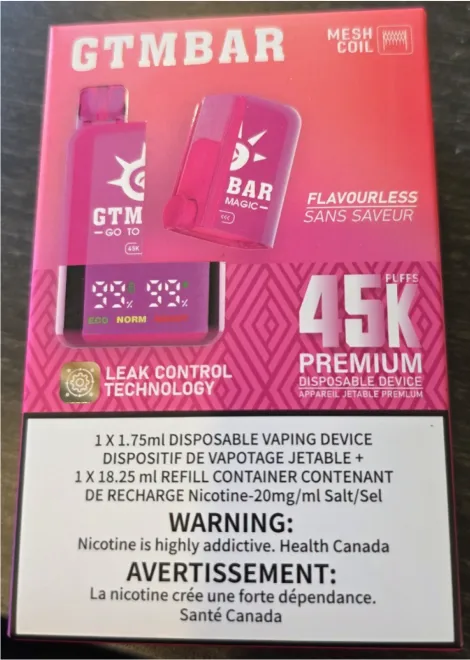 GTMBAR
MESH
COIL
GTM
GO TO
45K
BAR
MAGIC
FLAVOURLESS
SANS SAVEUR
99% 99%
ECO NORM
45K PUFFS
PREMIUM
DISPOSABLE DEVICE
APPAREIL JETABLE PREMLUM
LEAK CONTROL
TECHNOLOGY
1 X 1.75ml DISPOSABLE VAPING DEVICE
DISPOSITIF DE VAPOTAGE JETABLE +
1 X 18.25 ml REFILL CONTAINER CONTENANT
DE RECHARGE Nicotine-20mg/ml Salt/Sel
WARNING:
Nicotine is highly addictive. Health Canada
AVERTISSEMENT:
La nicotine crée une forte dépendance.
Santé Canada